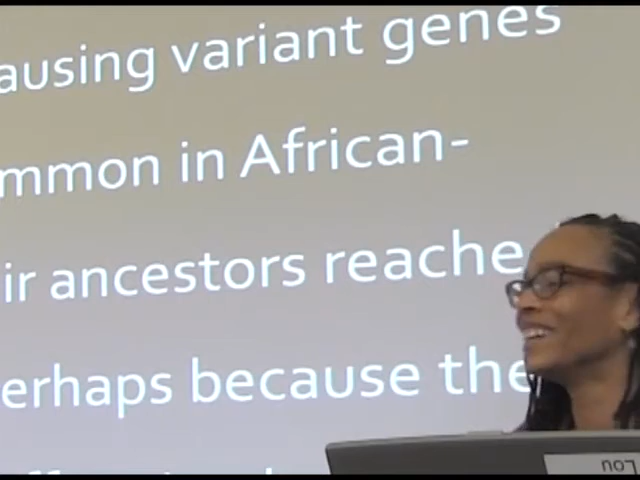 ausing variant genes
mmon in African-
ir ancestors reache
erhaps because the